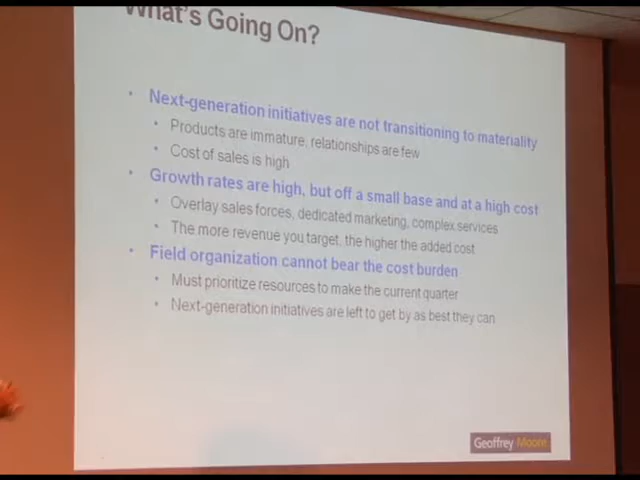 What's Going On?
• Next-generation initiatives are not transitioning to materiality
• Products are immature, relationships are few
• Cost of sales is high
• Growth rates are high, but off a small base and at a high cost
• Overlay sales forces, dedicated marketing, complex services
• The more revenue you target, the higher the added cost
• Field organization cannot bear the cost burden
• Must prioritize resources to make the current quarter
• Next-generation initiatives are left to get by as best they can
Geoffrey Moore